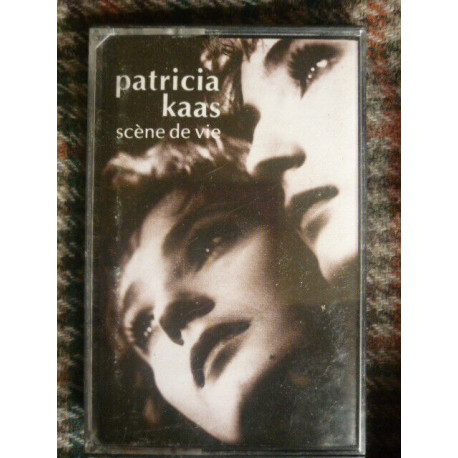 patricia
kaas
scène de vie